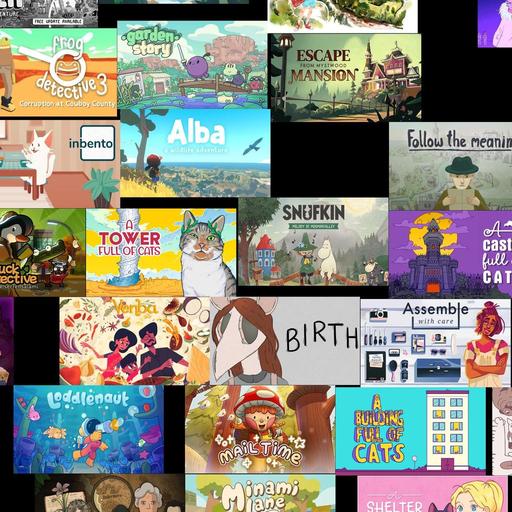 FREE UPDATE AVAILABLE
frog
detective 3
Corruption at Cowboy County
garden
story
ESCAPE
FROM MYSTWOOD
MANSION
inbento
Alba
a wildlife adventure
Follow the meanin
uck
ective
A
TOWER
FULL OF CATS
SNUFKIN
MELODY OF MOOMINVALLEY
A
cast
full
CAT
Venba
BIRTH
Assemble
with care
Loddlenaut
MAIL TIME
A
BUILDING
FULL OF
CATS
Minami
Lane
A
SHELTER